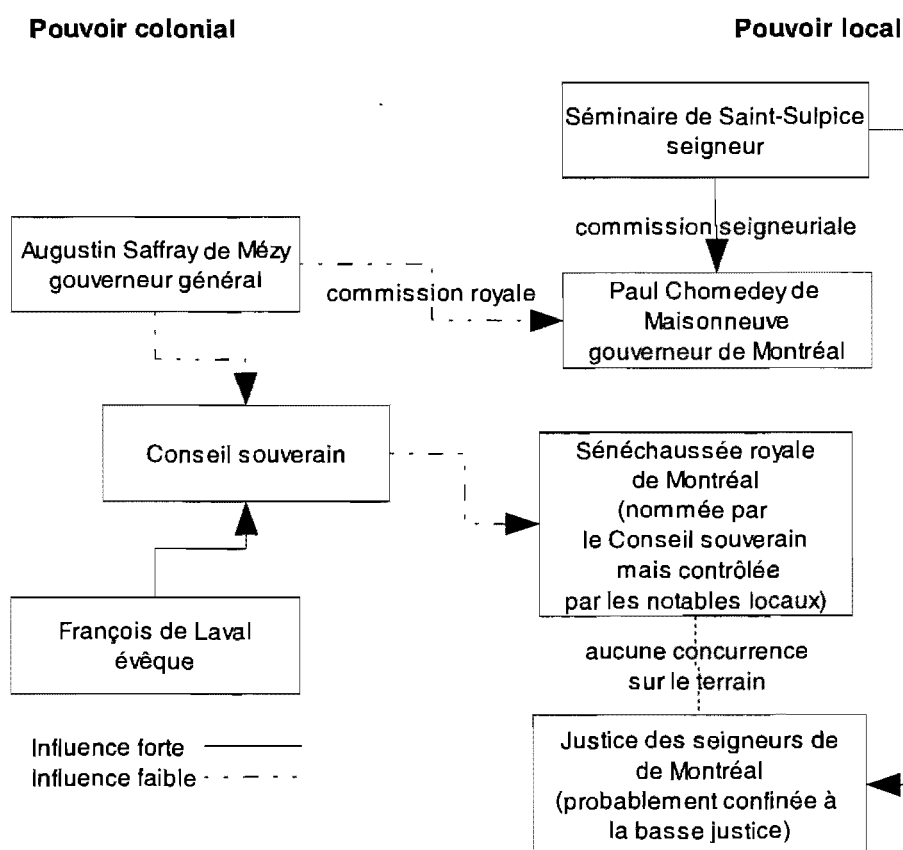 Pouvoir colonial
Pouvoir local
Séminaire de Saint-Sulpice
seigneur
commission seigneuriale
Augustin Saffray de Mézy
gouverneur général
commission royale
Paul Chomedey de
Maisonneuve
gouverneur de Montréal
Conseil souverain
Sénéchaussée royale
de Montréal
(nommée par
le Conseil souverain
mais contrôlée
par les notables locaux)
François de Laval
évêque
aucune concurrence
sur le terrain
Influence forte
Influence faible
Justice des seigneurs de
de Montréal
(probablement confinée à
la basse justice)